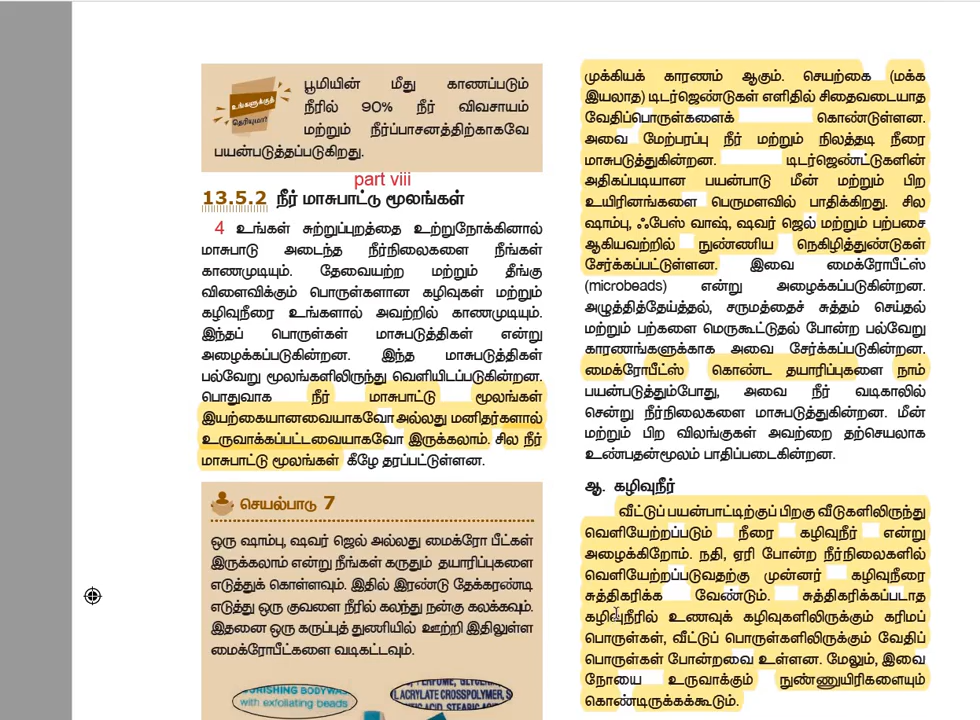 உங்களுக்குத்
தெரியுமா?
பூமியின் மீது காணப்படும்
நீரில் 90% நீர் விவசாயம்
மற்றும் நீர்ப்பாசனத்திற்காகவே
பயன்படுத்தப்படுகிறது.
part viii
13.5.2 நீர் மாசுபாட்டு மூலங்கள்
4 உங்கள் சுற்றுப்புறத்தை உற்றுநோக்கினால்
மாசுபாடு அடைந்த நீர்நிலைகளை நீங்கள்
காணமுடியும். தேவையற்ற மற்றும் தீங்கு
விளைவிக்கும் பொருள்களான கழிவுகள் மற்றும்
கழிவுநீரை உங்களால் அவற்றில் காணமுடியும்.
இந்தப் பொருள்கள் மாசுபடுத்திகள் என்று
அழைக்கப்படுகின்றன. இந்த மாசுபடுத்திகள்
பல்வேறு மூலங்களிலிருந்து வெளியிடப்படுகின்றன.
பொதுவாக நீர் மாசுபாட்டு மூலங்கள்
இயற்கையானவையாகவோ அல்லது மனிதர்களால்
உருவாக்கப்பட்டவையாகவோ இருக்கலாம். சில நீர்
மாசுபாட்டு மூலங்கள் கீழே தரப்பட்டுள்ளன.
செயல்பாடு 7
ஒரு ஷாம்பு, ஷவர் ஜெல் அல்லது மைக்ரோ பீட்கள்
இருக்கலாம் என்று நீங்கள் கருதும் தயாரிப்புகளை
எடுத்துக் கொள்ளவும். இதில் இரண்டு தேக்கரண்டி
எடுத்து ஒரு குவளை நீரில் கலந்து நன்கு கலக்கவும்.
இதனை ஒரு கருப்புத் துணியில் ஊற்றி இதிலுள்ள
மைக்ரோபீட்களை வடிகட்டவும்.
with exfoliating beads
ACRYLATE CROSSPOLYMER, S
முக்கியக் காரணம் ஆகும். செயற்கை (மக்க
இயலாத) டிடர்ஜெண்டுகள் எளிதில் சிதைவடையாத
வேதிப்பொருள்களைக் கொண்டுள்ளன.
அவை மேற்பரப்பு நீர் மற்றும் நிலத்தடி நீரை
மாசுபடுத்துகின்றன. டிடர்ஜெண்ட்டுகளின்
அதிகப்படியான பயன்பாடு மீன் மற்றும் பிற
உயிரினங்களை பெருமளவில் பாதிக்கிறது. சில
ஷாம்பு, ஃபேஸ் வாஷ், ஷவர் ஜெல் மற்றும் பற்பசை
ஆகியவற்றில் நுண்ணிய நெகிழித்துண்டுகள்
சேர்க்கப்பட்டுள்ளன. இவை மைக்ரோபீட்ஸ்
(microbeads) என்று அழைக்கப்படுகின்றன.
அழுத்தித்தேய்த்தல், சருமத்தைச் சுத்தம் செய்தல்
மற்றும் பற்களை மெருகூட்டுதல் போன்ற பல்வேறு
காரணங்களுக்காக அவை சேர்க்கப்படுகின்றன.
மைக்ரோபீட்ஸ் கொண்ட தயாரிப்புகளை நாம்
பயன்படுத்தும்போது, அவை நீர் வடிகாலில்
சென்று நீர்நிலைகளை மாசுபடுத்துகின்றன. மீன்
மற்றும் பிற விலங்குகள் அவற்றை தற்செயலாக
உண்பதன்மூலம் பாதிப்படைகின்றன.
ஆ. கழிவுநீர்
வீட்டுப் பயன்பாட்டிற்குப் பிறகு வீடுகளிலிருந்து
வெளியேற்றப்படும் நீரை கழிவுநீர் என்று
அழைக்கிறோம். நதி, ஏரி போன்ற நீர்நிலைகளில்
வெளியேற்றப்படுவதற்கு முன்னர் கழிவுநீரை
சுத்திகரிக்க வேண்டும். சுத்திகரிக்கப்படாத
கழிவுநீரில் உணவுக் கழிவுகளிலிருக்கும் கரிமப்
பொருள்கள், வீட்டுப் பொருள்களிலிருக்கும் வேதிப்
பொருள்கள் போன்றவை உள்ளன. மேலும், இவை
நோயை உருவாக்கும் நுண்ணுயிரிகளையும்
கொண்டிருக்கக்கூடும்.